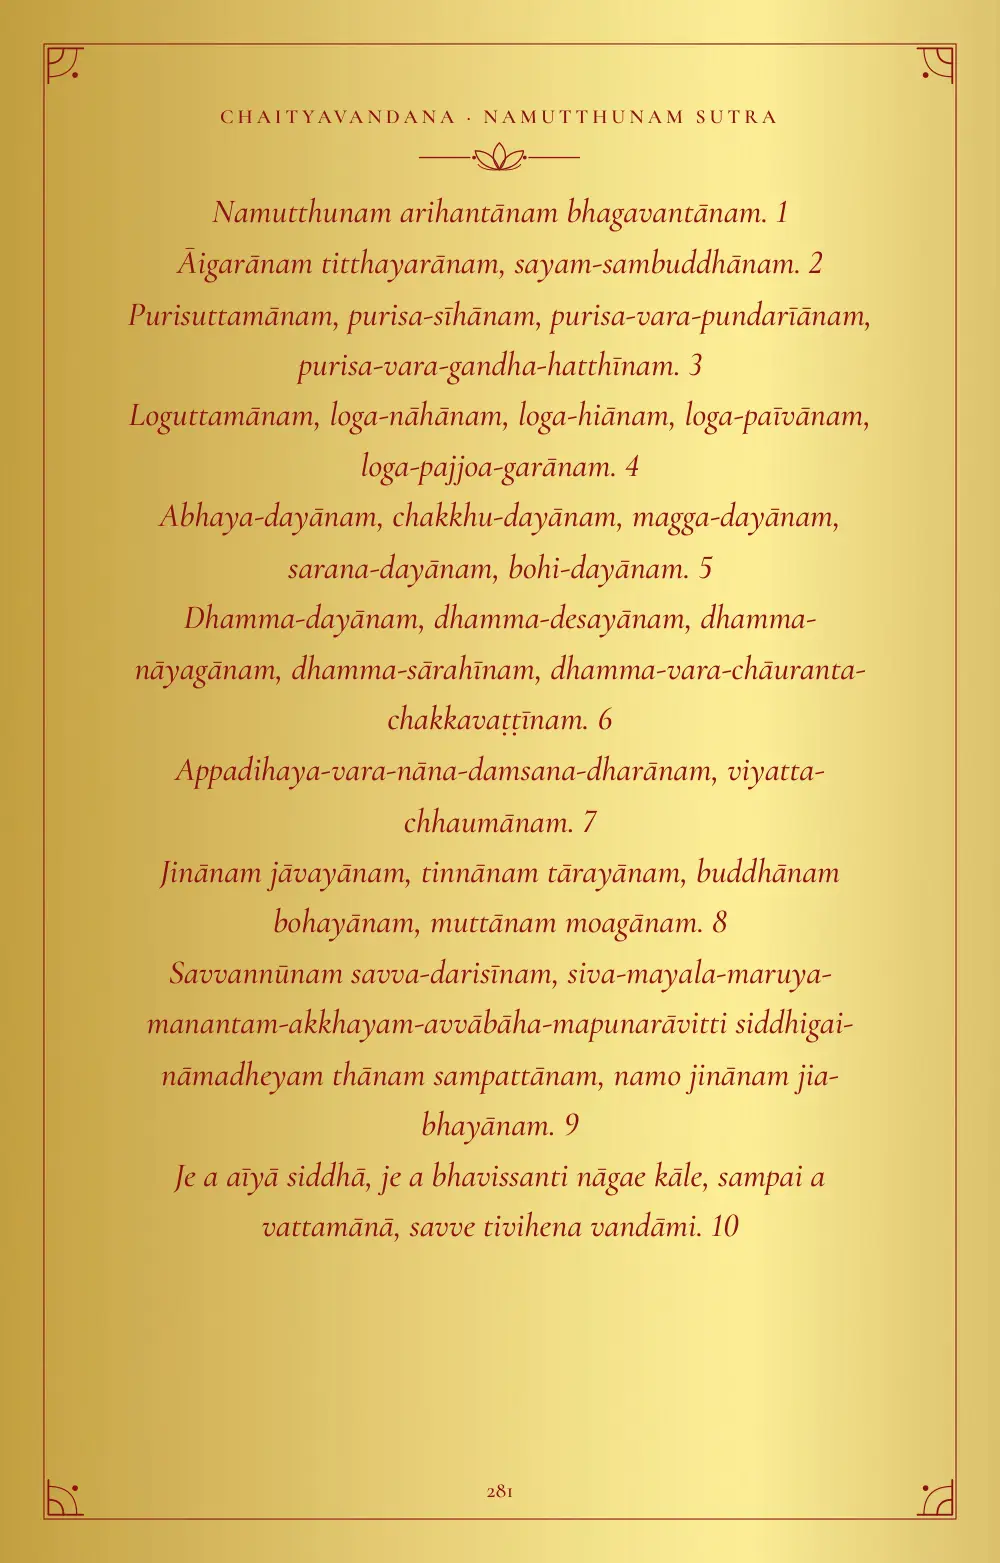 CHAITYAVANDANA · NAMUTTHUNAM SUTRA
Namutthunam arihantānam bhagavantānam. 1
Āigarānam titthayarānam, sayam-sambuddhānam. 2
Purisuttamānam, purisa-sīhānam, purisa-vara-pundarīānam,
purisa-vara-gandha-hatthīnam. 3
Loguttamānam, loga-nāhānam, loga-hiānam, loga-paīvānam,
loga-pajjoa-garānam. 4
Abhaya-dayānam, chakkhu-dayānam, magga-dayānam,
sarana-dayānam, bohi-dayānam. 5
Dhamma-dayānam, dhamma-desayānam, dhamma-
nāyagānam, dhamma-sārahīnam, dhamma-vara-chāuranta-
chakkavaṭṭīnam. 6
Appadihaya-vara-nāna-damsana-dharānam, viyatta-
chhaumānam. 7
Jinānam jāvayānam, tinnānam tārayānam, buddhānam
bohayānam, muttānam moagānam. 8
Savvannūnam savva-darisīnam, siva-mayala-maruya-
manantam-akkhayam-avvābāha-mapunarāvitti siddhigai-
nāmadheyam thānam sampattānam, namo jinānam jia-
bhayānam. 9
Je a aīyā siddhā, je a bhavissanti nāgae kāle, sampai a
vattamānā, savve tivihena vandāmi. 10
281